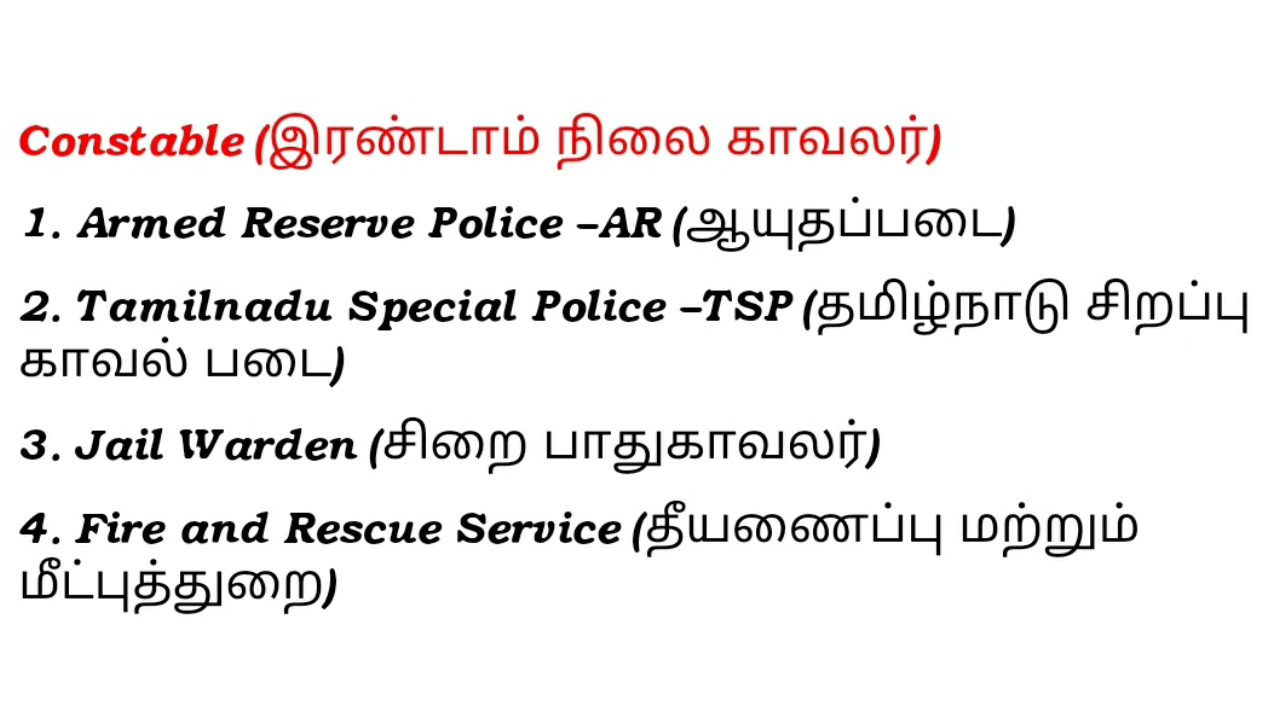 Constable (இரண்டாம் நிலை காவலர்)
1. Armed Reserve Police –AR (ஆயுதப்படை)
2. Tamilnadu Special Police –TSP (தமிழ்நாடு சிறப்பு
காவல் படை)
3. Jail Warden (சிறை பாதுகாவலர்)
4. Fire and Rescue Service (தீயணைப்பு மற்றும்
மீட்புத்துறை)